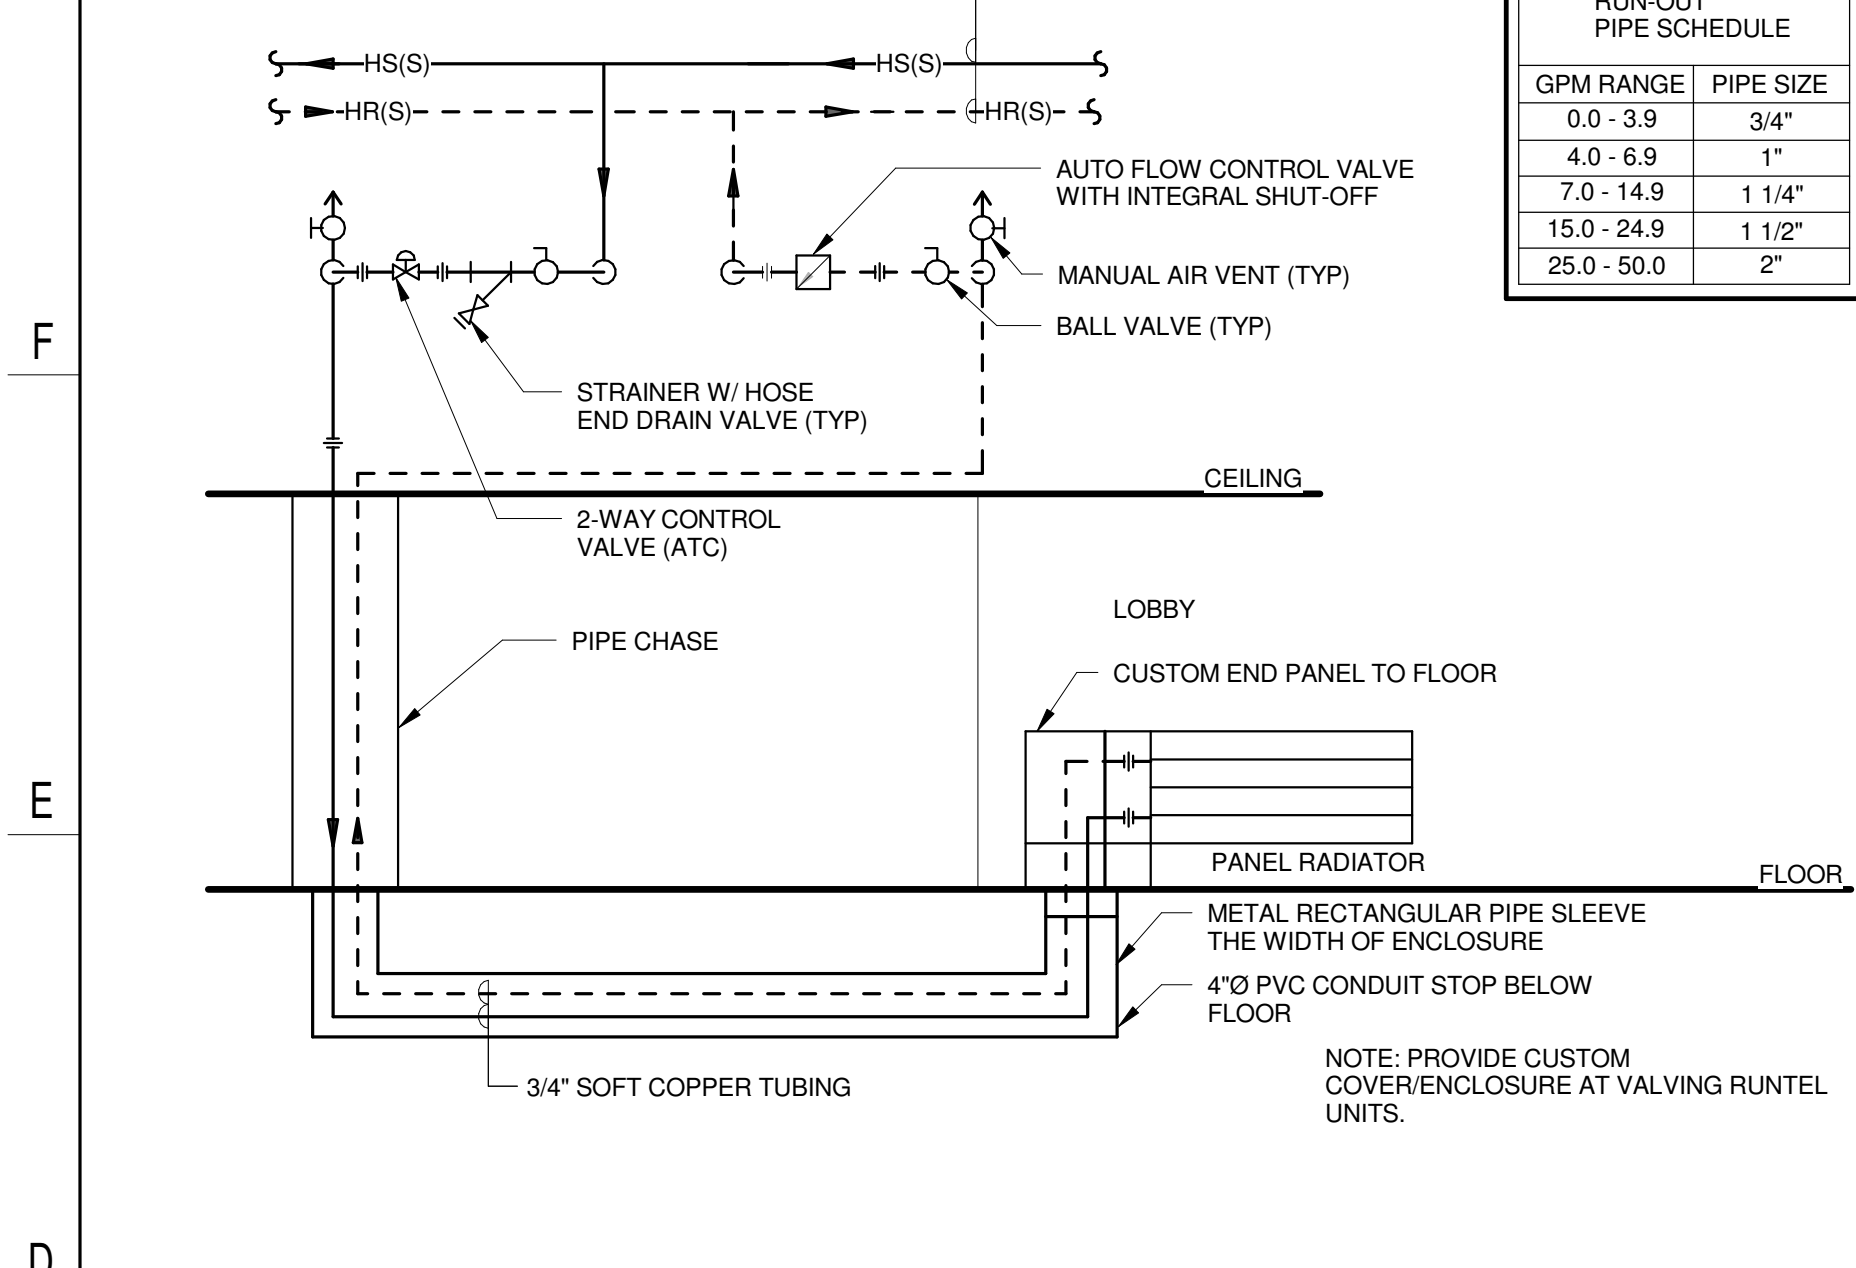 RUN-OUT
PIPE SCHEDULE
GPM RANGE PIPE SIZE
0.0 - 3.9 3/4"
4.0 - 6.9 1"
7.0 - 14.9 1 1/4"
15.0 - 24.9 1 1/2"
25.0 - 50.0 2"
HS(S) HS(S)
HR(S) HR(S)
AUTO FLOW CONTROL VALVE
WITH INTEGRAL SHUT-OFF
MANUAL AIR VENT (TYP)
BALL VALVE (TYP)
F
STRAINER W/ HOSE
END DRAIN VALVE (TYP)
CEILING
2-WAY CONTROL
VALVE (ATC)
LOBBY
PIPE CHASE
CUSTOM END PANEL TO FLOOR
E
PANEL RADIATOR
FLOOR
METAL RECTANGULAR PIPE SLEEVE
THE WIDTH OF ENCLOSURE
4"Ø PVC CONDUIT STOP BELOW
FLOOR
NOTE: PROVIDE CUSTOM
COVER/ENCLOSURE AT VALVING RUNTEL
UNITS.
3/4" SOFT COPPER TUBING
D